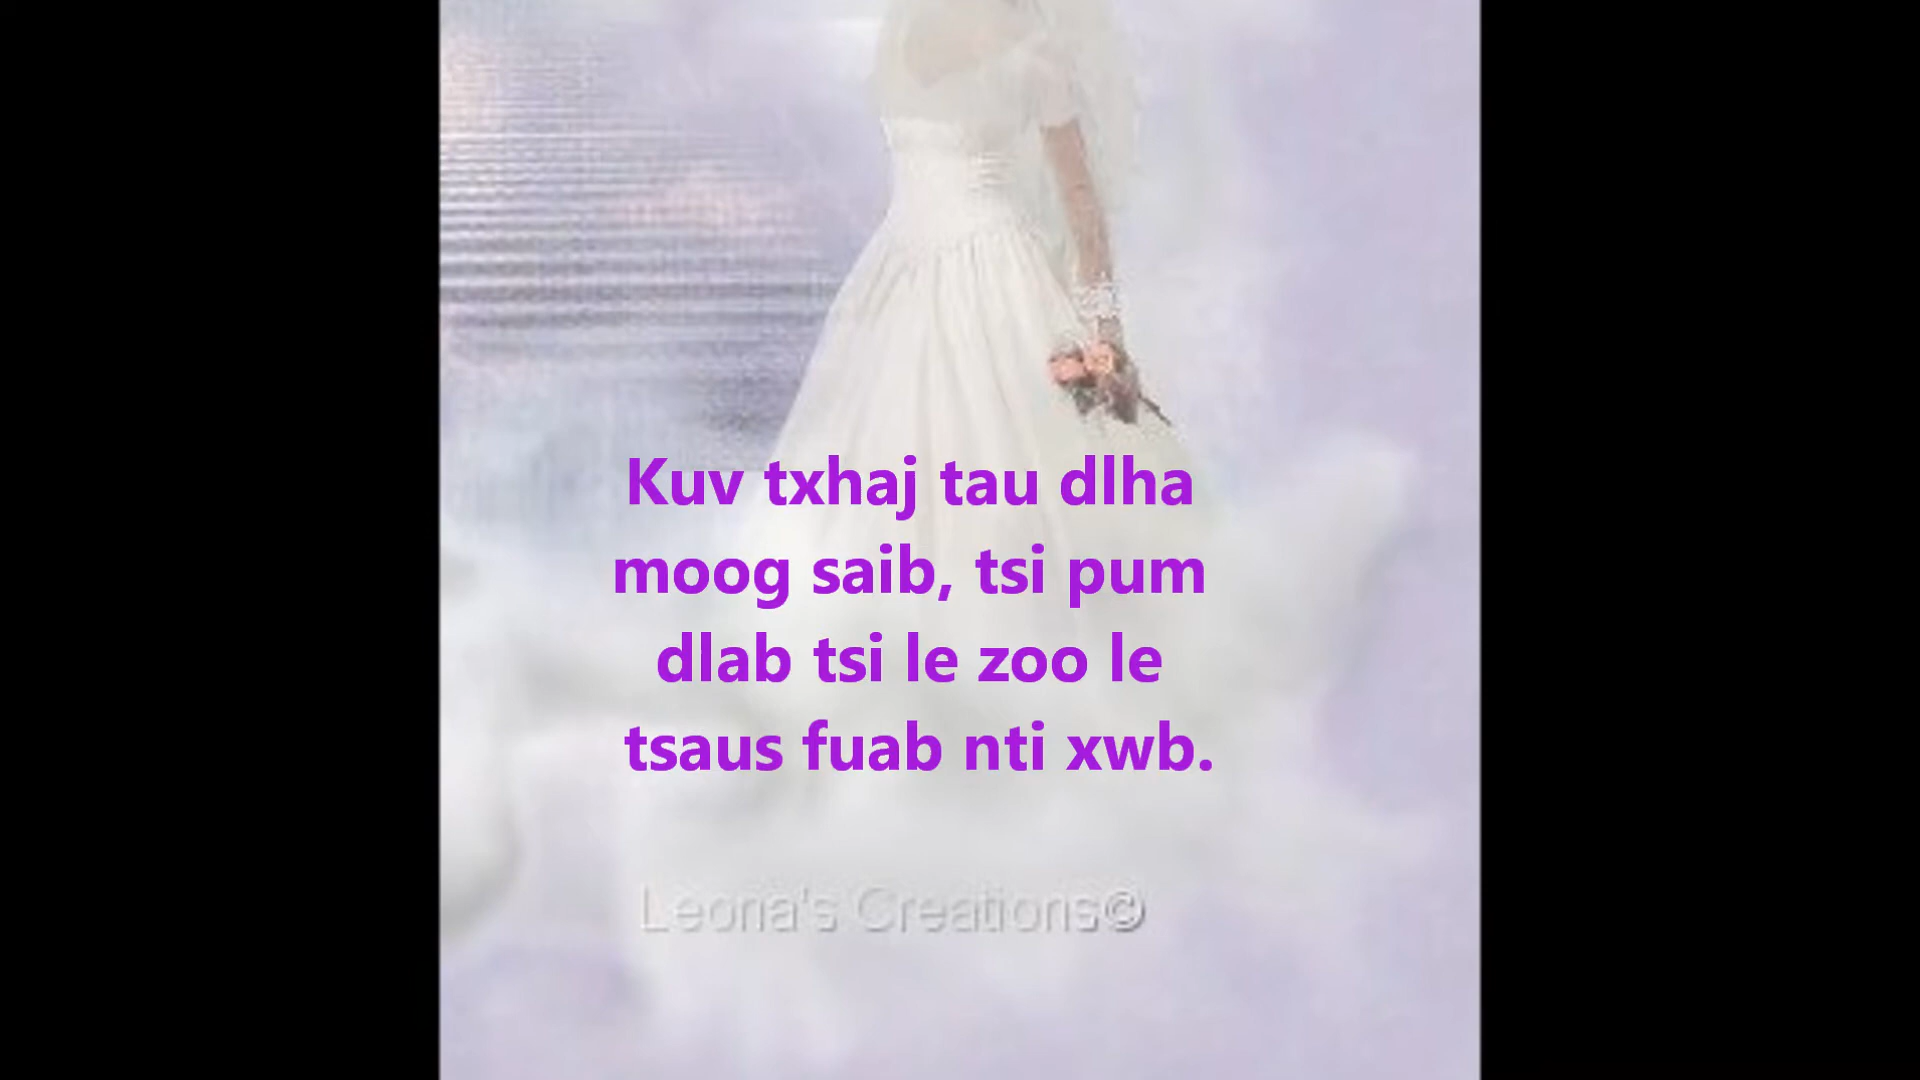 Kuv txhaj tau dlha
moog saib, tsi pum
dlab tsi le zoo le
tsaus fuab nti xwb.
Leona's Creations©